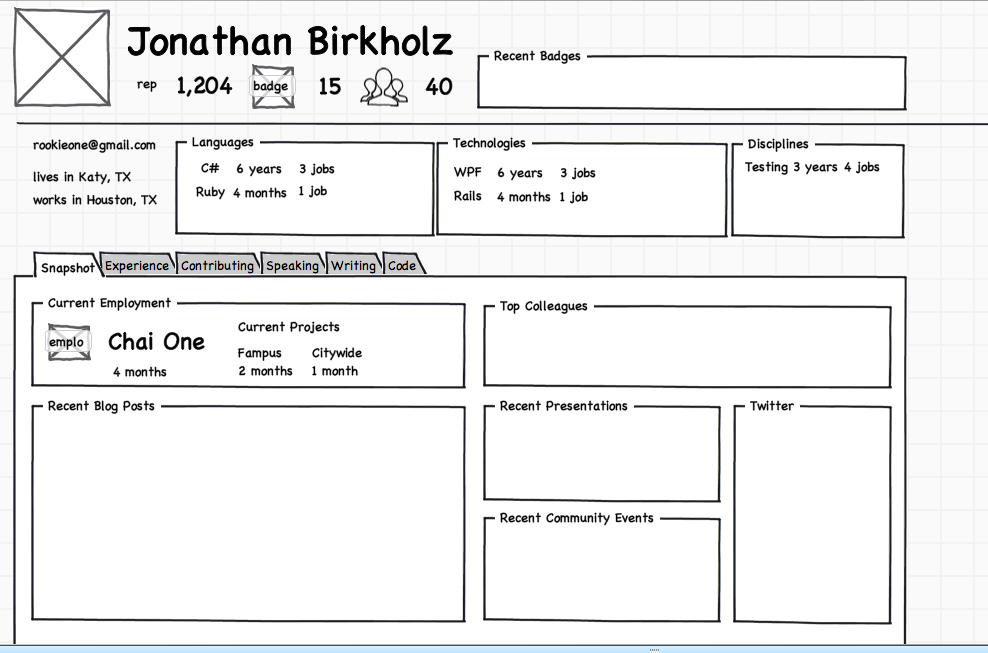 Jonathan Birkholz
rep 1,204 badge 15 40
Recent Badges
rookieone@gmail.com
lives in Katy, TX
works in Houston, TX
Languages
C# 6 years 3 jobs
Ruby 4 months 1 job
Technologies
WPF 6 years 3 jobs
Rails 4 months 1 job
Disciplines
Testing 3 years 4 jobs
Snapshot Experience Contributing Speaking Writing Code
Current Employment
emplo Chai One
4 months
Current Projects
Fampus Citywide
2 months 1 month
Top Colleagues
Recent Blog Posts
Recent Presentations
Twitter
Recent Community Events